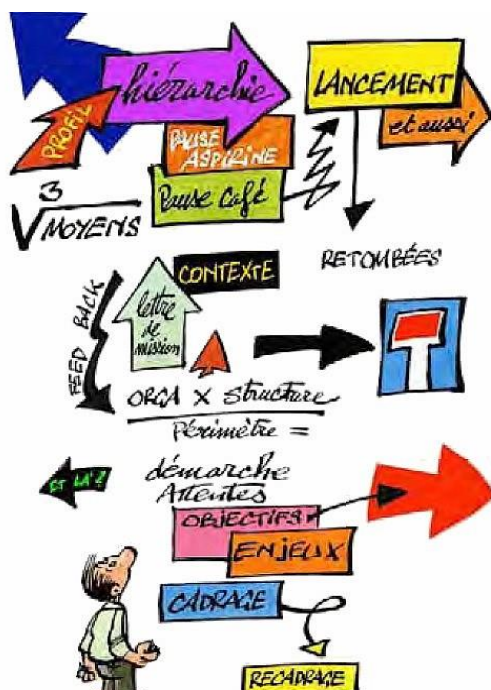 hiérarchie
LANCEMENT
PROFIL
PAUSE
ASPIRINE
et aussi
Pause Café
3
√MOYENS
CONTEXTE
RETOMBÉES
FEED BACK
lettre
de
mission
ORGA X Structure
Périmètre =
ET LÀ ?
démarche
Attentes
OBJECTIFS
ENJEUX
CADRAGE
RECADRAGE